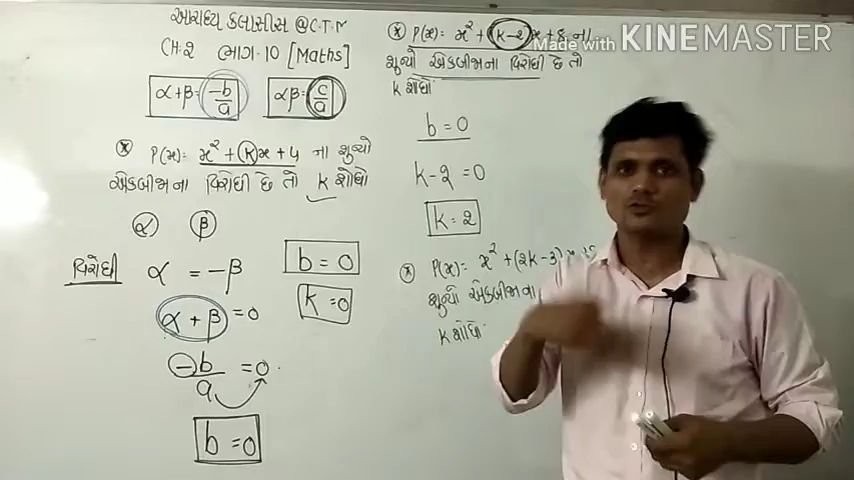 આરાધ્ય ક્લાસીસ @ C.T.M
CH:2 ભાગ-10 [Maths]
α+β = -b/a
αβ = c/a
* P(x)= x² + (k)x + 4 ના શૂન્યો
એકબીજાના વિરોધી છે તો k શોધો
α β
વિરોધી α = -β
α + β = 0
-b/a = 0
b = 0
b = 0
k = 0
* P(x)= x² + (k-2)x + 8 ના
શૂન્યો એકબીજાના વિરોધી છે તો
k શોધો
b = 0
k-2 = 0
k = 2
* P(x)= x² + (2k-3)
શૂન્યો એકબીજાના
k શોધો
Made with KINEMASTER